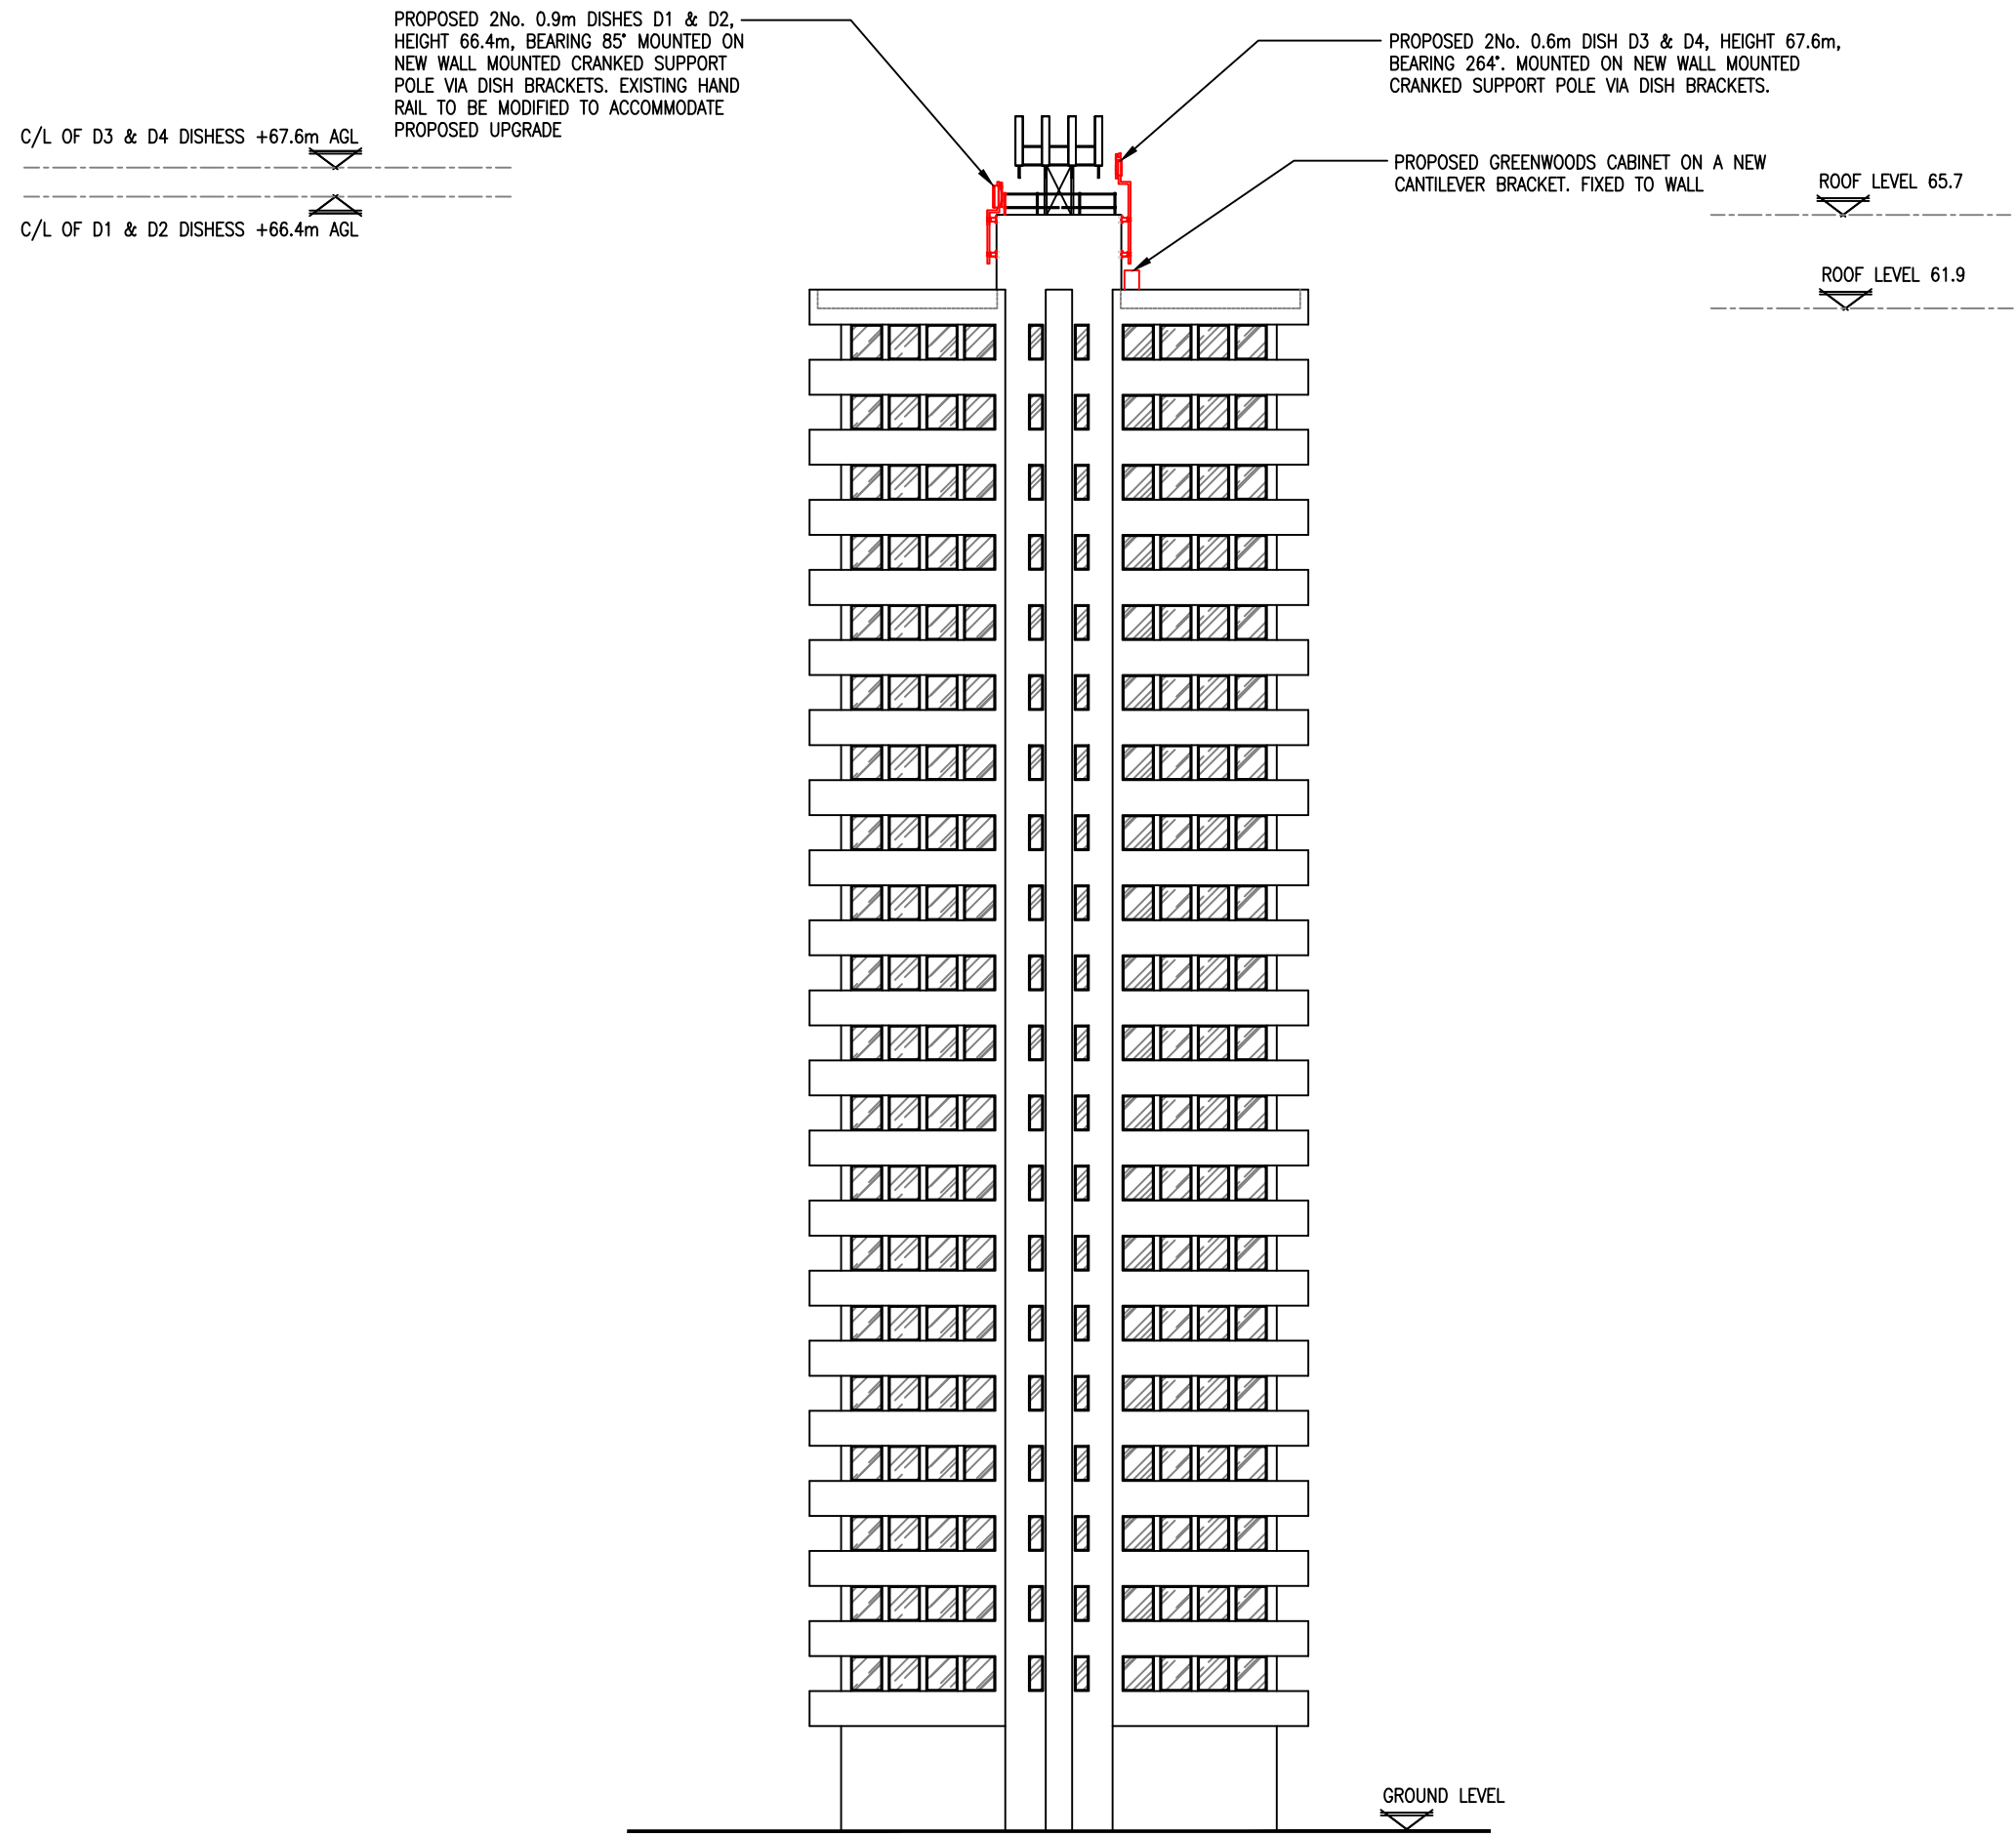 PROPOSED 2No. 0.9m DISHES D1 & D2,
HEIGHT 66.4m, BEARING 85° MOUNTED ON
NEW WALL MOUNTED CRANKED SUPPORT
POLE VIA DISH BRACKETS. EXISTING HAND
RAIL TO BE MODIFIED TO ACCOMMODATE
PROPOSED UPGRADE
PROPOSED 2No. 0.6m DISH D3 & D4, HEIGHT 67.6m,
BEARING 264°. MOUNTED ON NEW WALL MOUNTED
CRANKED SUPPORT POLE VIA DISH BRACKETS.
C/L OF D3 & D4 DISHESS +67.6m AGL
C/L OF D1 & D2 DISHESS +66.4m AGL
PROPOSED GREENWOODS CABINET ON A NEW
CANTILEVER BRACKET. FIXED TO WALL
ROOF LEVEL 65.7
ROOF LEVEL 61.9
GROUND LEVEL